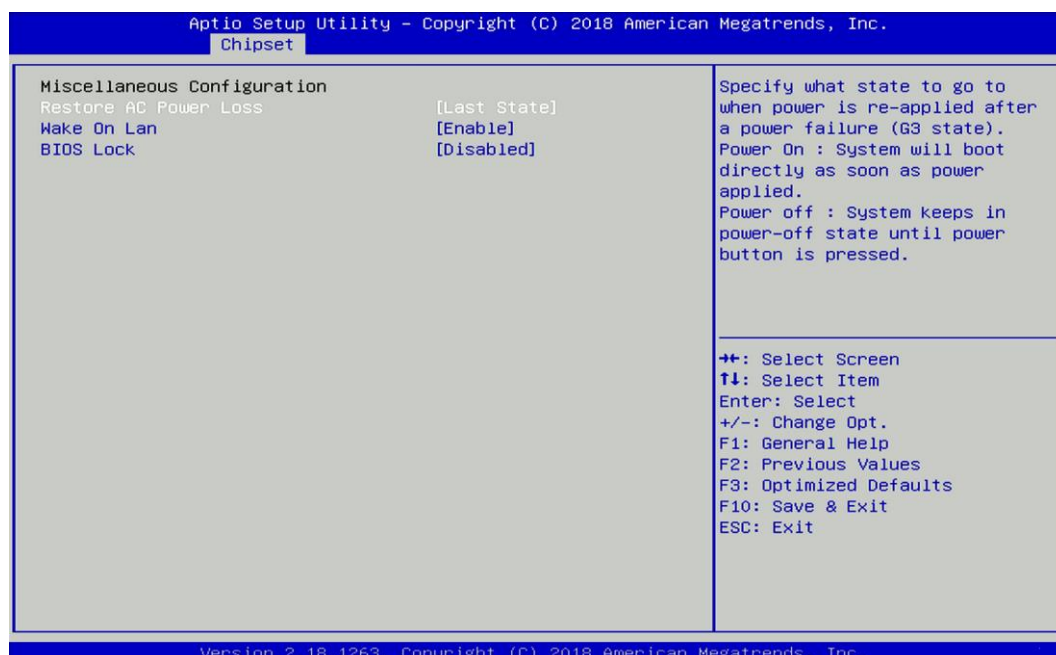 Aptio Setup Utility – Copyright (C) 2018 American Megatrends, Inc.
Chipset
Miscellaneous Configuration
Restore AC Power Loss [Last State]
Wake On Lan [Enable]
BIOS Lock [Disabled]
Specify what state to go to
when power is re-applied after
a power failure (G3 state).
Power On : System will boot
directly as soon as power
applied.
Power off : System keeps in
power-off state until power
button is pressed.
→←: Select Screen
↑↓: Select Item
Enter: Select
+/-: Change Opt.
F1: General Help
F2: Previous Values
F3: Optimized Defaults
F10: Save & Exit
ESC: Exit
Version 2.18.1263. Copyright (C) 2018 American Megatrends, Inc.